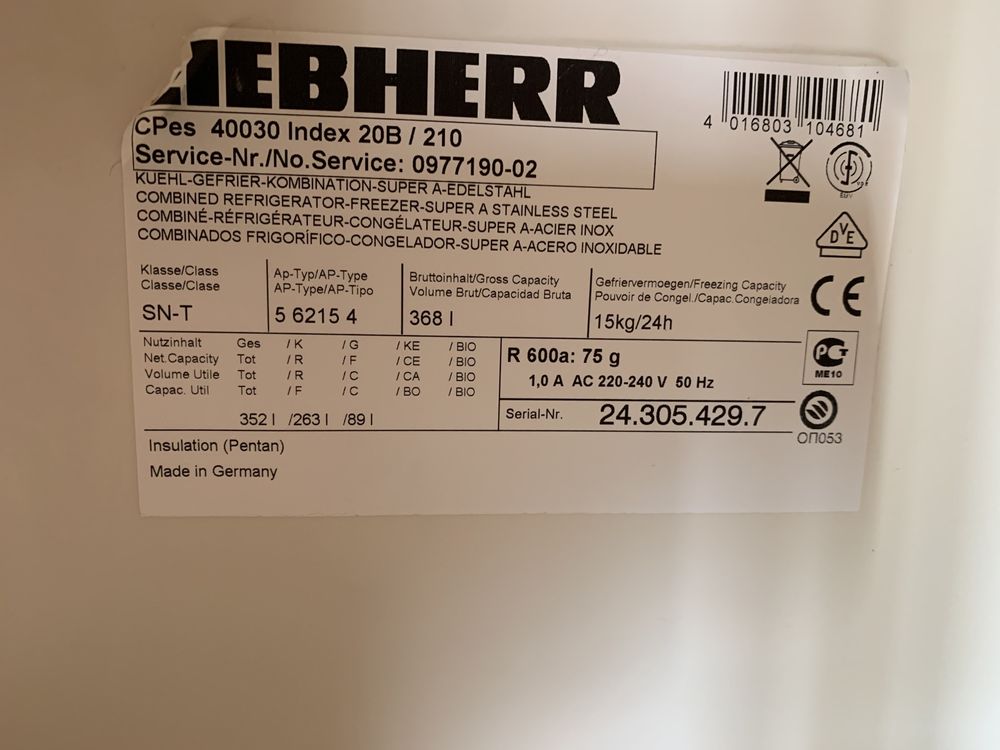 LIEBHERR
CPes 40030 Index 20B / 210
Service-Nr./No.Service: 0977190-02
KUEHL-GEFRIER-KOMBINATION-SUPER A-EDELSTAHL
COMBINED REFRIGERATOR-FREEZER-SUPER A STAINLESS STEEL
COMBINÉ-RÉFRIGÉRATEUR-CONGÉLATEUR-SUPER A-ACIER INOX
COMBINADOS FRIGORÍFICO-CONGELADOR-SUPER A-ACERO INOXIDABLE
4 016803 104681
DVE
CE
Klasse/Class
Classe/Clase
SN-T
Ap-Typ/AP-Type
AP-Type/AP-Tipo
5 6215 4
Bruttoinhalt/Gross Capacity
Volume Brut/Capacidad Bruta
368 l
Gefriervermoegen/Freezing Capacity
Pouvoir de Congel./Capac.Congeladora
15kg/24h
Nutzinhalt Ges / K / G / KE / BIO
Net.Capacity Tot / R / F / CE / BIO
Volume Utile Tot / R / C / CA / BIO
Capac. Util Tot / F / C / BO / BIO
352 l /263 l /89 l
R 600a: 75 g
1,0 A AC 220-240 V 50 Hz
Serial-Nr. 24.305.429.7
PCT
ME10
ОП053
Insulation (Pentan)
Made in Germany